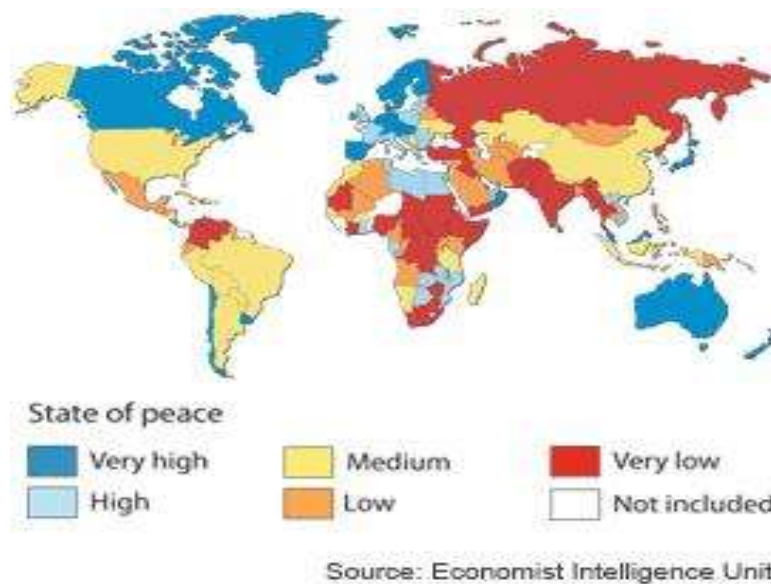 State of peace
Very high Medium Very low
High Low Not included
Source: Economist Intelligence Unit